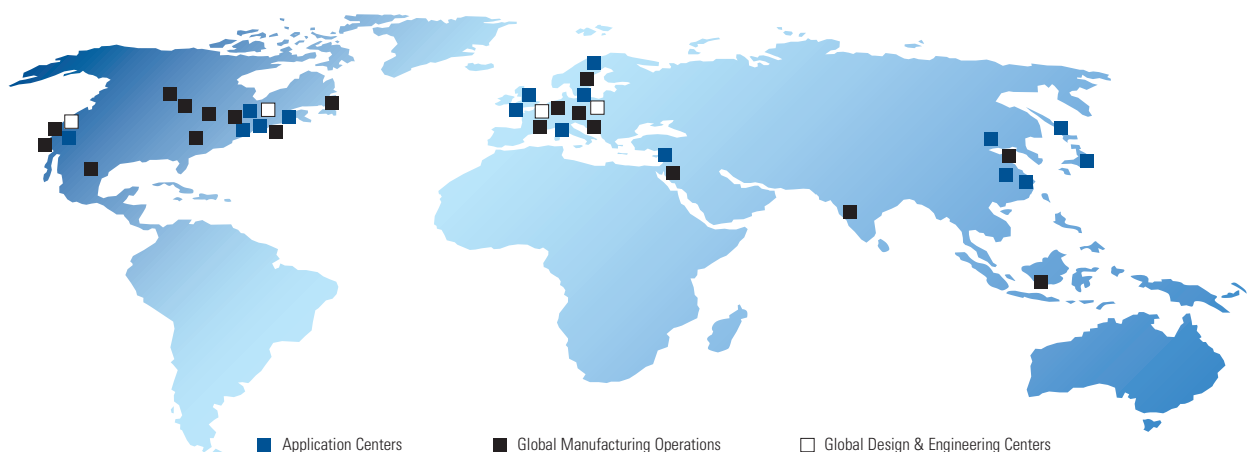 Application Centers
Global Manufacturing Operations
Global Design & Engineering Centers